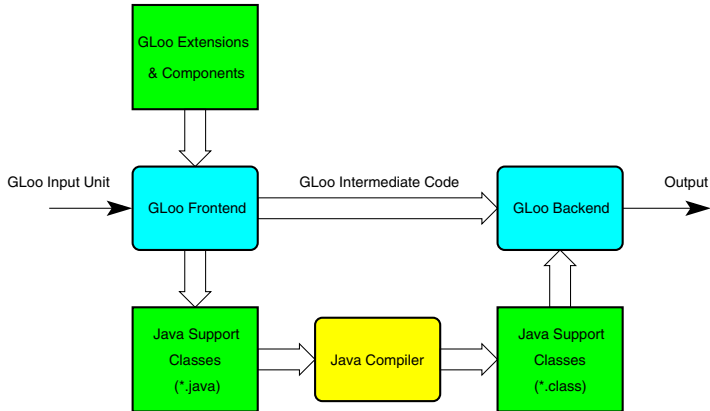 GLoo Extensions
& Components
GLoo Input Unit
GLoo Intermediate Code
Output
GLoo Frontend
GLoo Backend
Java Support
Classes
(*.java)
Java Compiler
Java Support
Classes
(*.class)